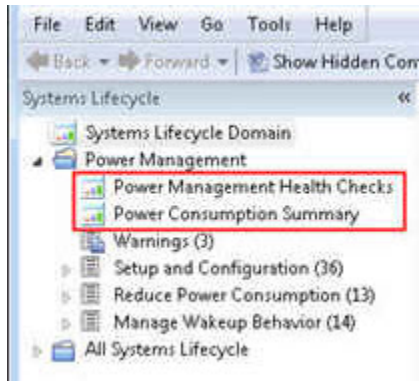 File Edit View Go Tools Help
Back Forward Show Hidden Con
Systems Lifecycle «
Systems Lifecycle Domain
Power Management
Power Management Health Checks
Power Consumption Summary
Warnings (3)
Setup and Configuration (36)
Reduce Power Consumption (13)
Manage Wakeup Behavior (14)
All Systems Lifecycle